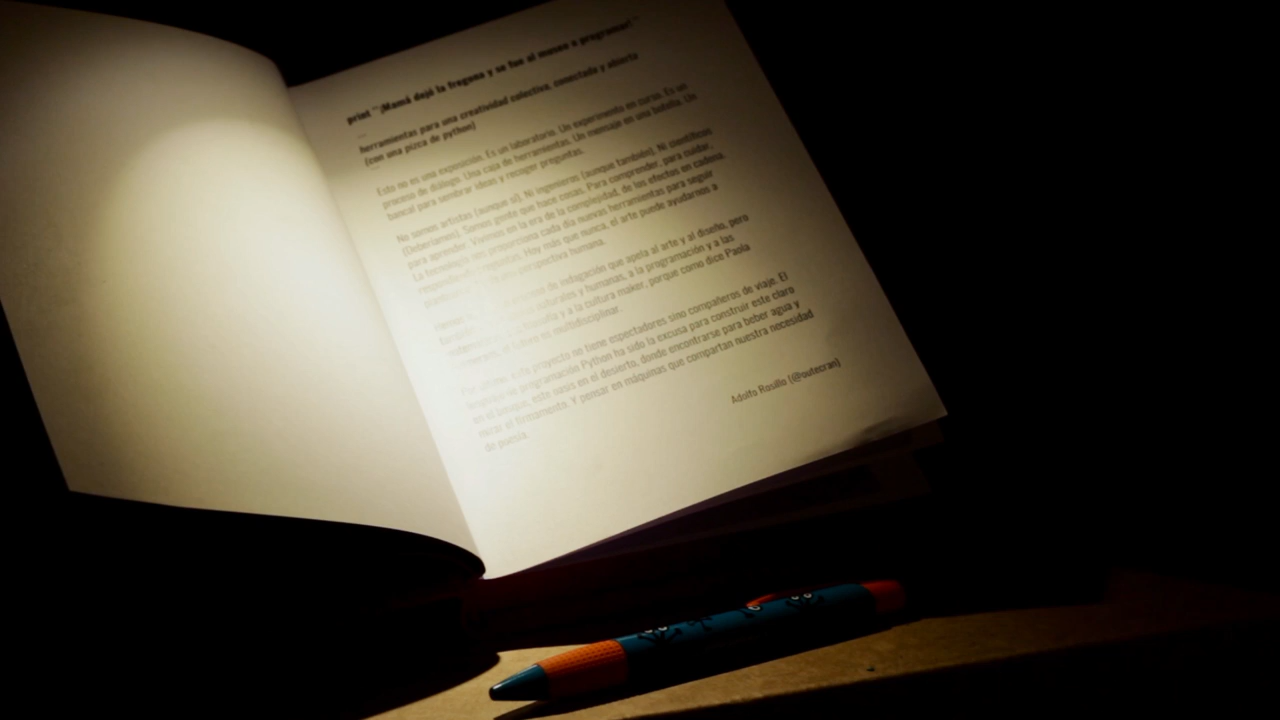 print "¡Mamá dejó la fregona y se fue al museo a programar!"
—
herramientas para una creatividad colectiva, conectada y abierta
(con una pizca de python)
—
Esto no es una exposición. Es un laboratorio. Un experimento en curso. Es un
proceso de diálogo. Una caja de herramientas. Un mensaje en una botella. Un
bancal para sembrar ideas y recoger preguntas.
No somos artistas (aunque sí). Ni ingenieros (aunque también). Ni científicos
(Deberíamos). Somos gente que hace cosas. Para comprender, para cuidar,
para aprender. Vivimos en la era de la complejidad, de los efectos en cadena.
La tecnología nos proporciona cada día nuevas herramientas para seguir
Hoy más que nunca, el arte puede ayudarnos a
perspectiva humana.
de indagación que apela al arte y al diseño, pero
culturales y humanas, a la programación y a las
filosofía y a la cultura maker, porque como dice Paola
es multidisciplinar.
Por último, este proyecto no tiene espectadores sino compañeros de viaje. El
lenguaje de programación Python ha sido la excusa para construir este claro
en el bosque, este oasis en el desierto, donde encontrarse para beber agua y
mirar el firmamento. Y pensar en máquinas que compartan nuestra necesidad
de poesía.
Adolfo Rosillo (@outecran)